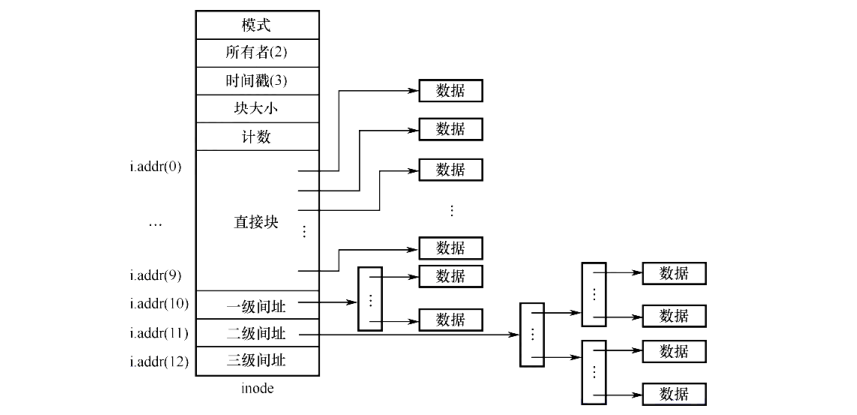 模式
所有者(2)
时间戳(3)
块大小
计数
i.addr(0)
...
直接块
⋮
i.addr(9)
i.addr(10)
一级间址
i.addr(11)
二级间址
i.addr(12)
三级间址
inode
数据
数据
数据
⋮
数据
数据
⋮
数据
⋮
⋮
数据
数据
⋮
数据
数据